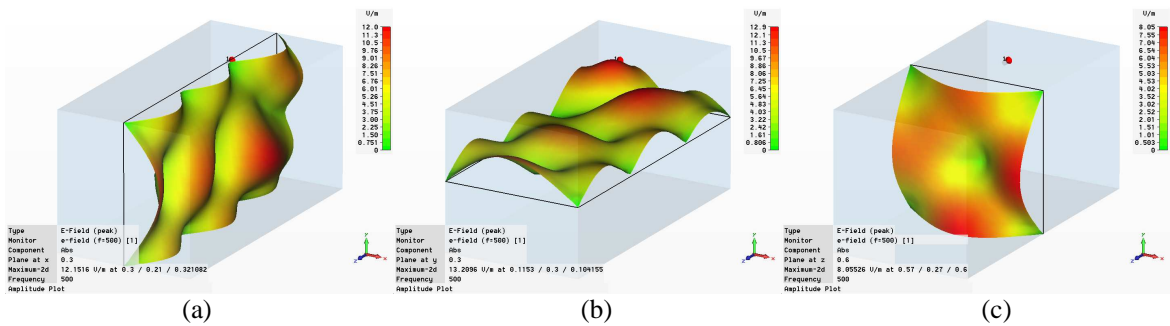 V/m
12.0
11.3
10.5
9.76
9.01
8.26
7.51
6.76
6.01
5.26
4.51
3.75
3.00
2.25
1.50
0.751
0
1
Type E-Field (peak)
Monitor e-field (f=500) [1]
Component Abs
Plane at x 0.3
Maximum-2d 12.1516 V/m at 0.3 / 0.21 / 0.321082
Frequency 500
Amplitude Plot
y
z
x
(a)
V/m
12.9
12.1
11.3
10.5
9.67
8.86
8.06
7.25
6.45
5.64
4.83
4.03
3.22
2.42
1.61
0.806
0
1
Type E-Field (peak)
Monitor e-field (f=500) [1]
Component Abs
Plane at y 0.3
Maximum-2d 13.2096 V/m at 0.1153 / 0.3 / 0.104155
Frequency 500
Amplitude Plot
y
z
x
(b)
V/m
8.05
7.55
7.05
6.54
6.04
5.54
5.03
4.53
4.03
3.52
3.02
2.52
2.01
1.51
1.01
0.503
0
1
Type E-Field (peak)
Monitor e-field (f=500) [1]
Component Abs
Plane at z 0.6
Maximum-2d 8.05526 V/m at 0.57 / 0.27 / 0.6
Frequency 500
Amplitude Plot
y
z
x
(c)